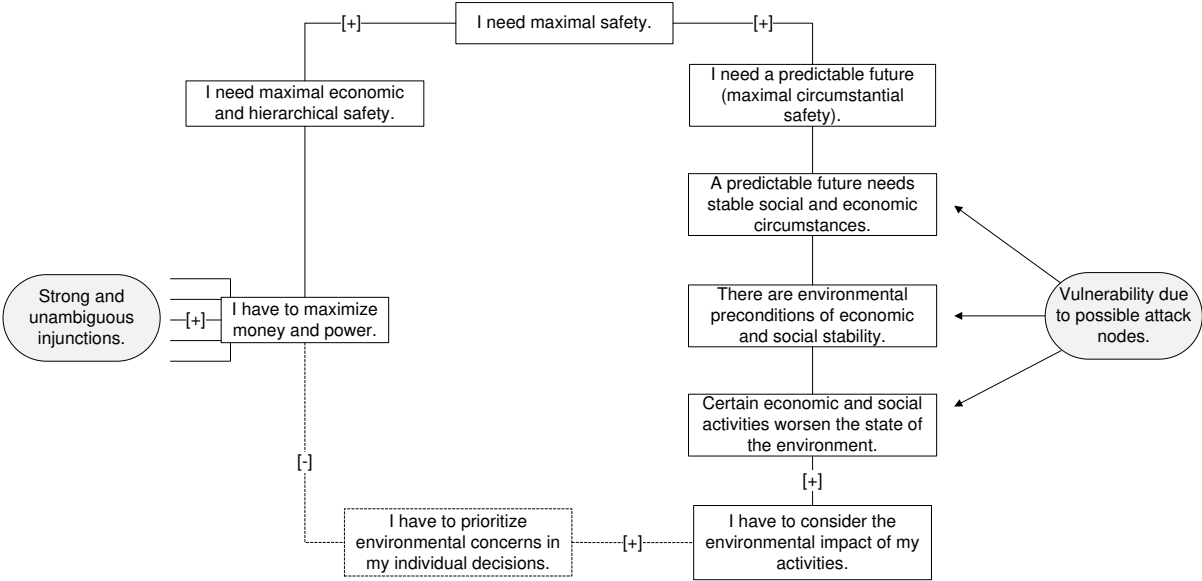 [+]
I need maximal safety.
[+]
I need maximal economic
and hierarchical safety.
I need a predictable future
(maximal circumstantial
safety).
A predictable future needs
stable social and economic
circumstances.
Strong and
unambiguous
injunctions.
[+]
I have to maximize
money and power.
There are environmental
preconditions of economic
and social stability.
Vulnerability due
to possible attack
nodes.
Certain economic and social
activities worsen the state of
the environment.
[-]
[+]
I have to prioritize
environmental concerns in
my individual decisions.
[+]
I have to consider the
environmental impact of my
activities.